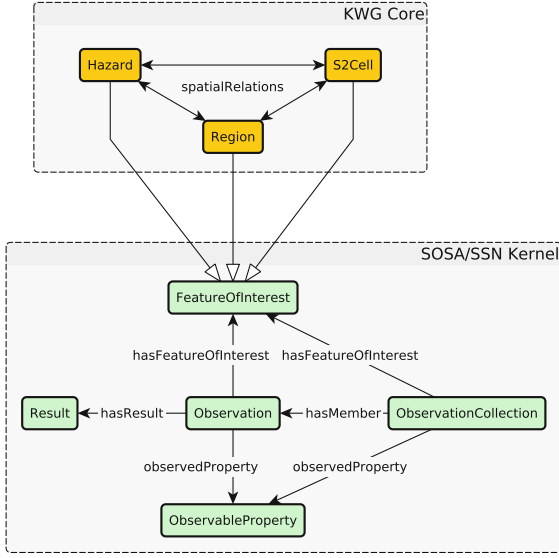 KWG Core
Hazard
S2Cell
spatialRelations
Region
SOSA/SSN Kernel
FeatureOfInterest
hasFeatureOfInterest
hasFeatureOfInterest
Result
hasResult
Observation
hasMember
ObservationCollection
observedProperty
observedProperty
ObservableProperty